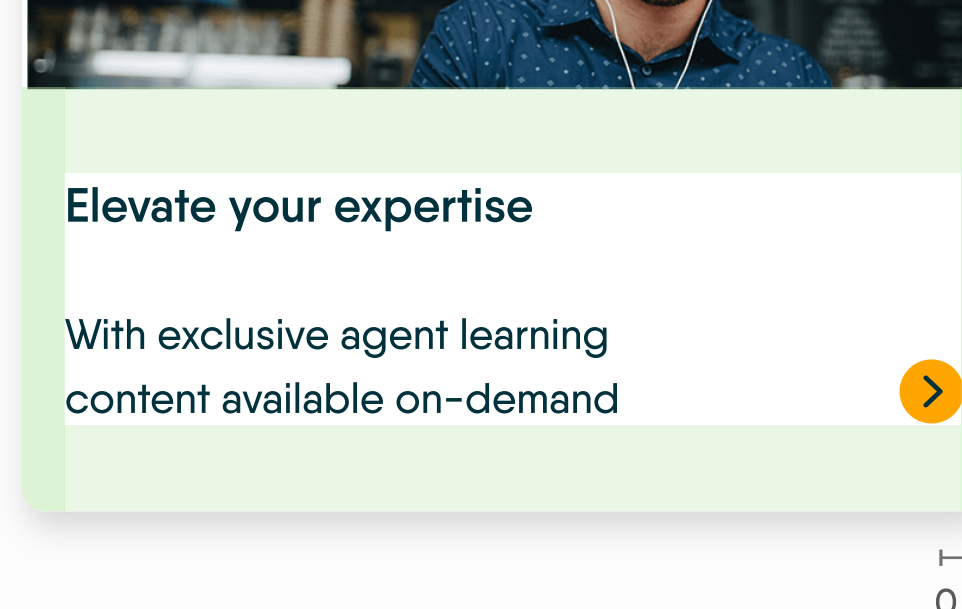 Elevate your expertise
With exclusive agent learning
content available on-demand